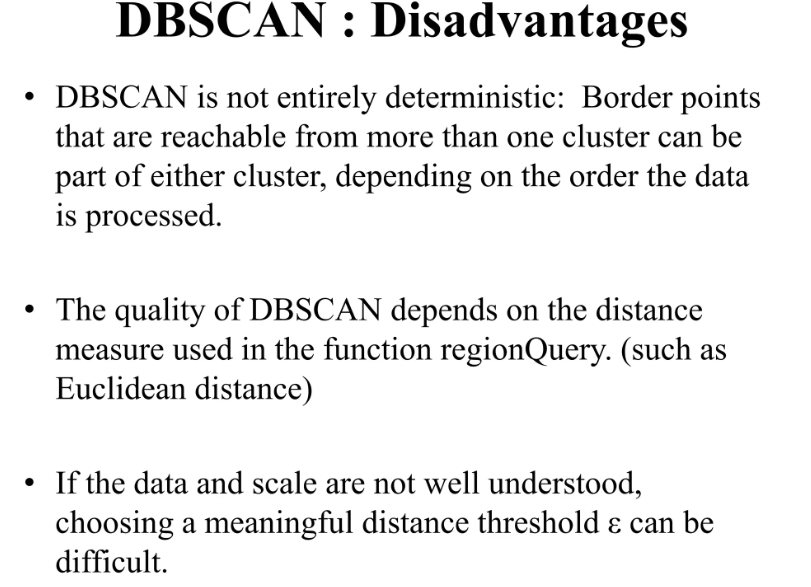 DBSCAN : Disadvantages
• DBSCAN is not entirely deterministic: Border points
that are reachable from more than one cluster can be
part of either cluster, depending on the order the data
is processed.
• The quality of DBSCAN depends on the distance
measure used in the function regionQuery. (such as
Euclidean distance)
• If the data and scale are not well understood,
choosing a meaningful distance threshold ε can be
difficult.